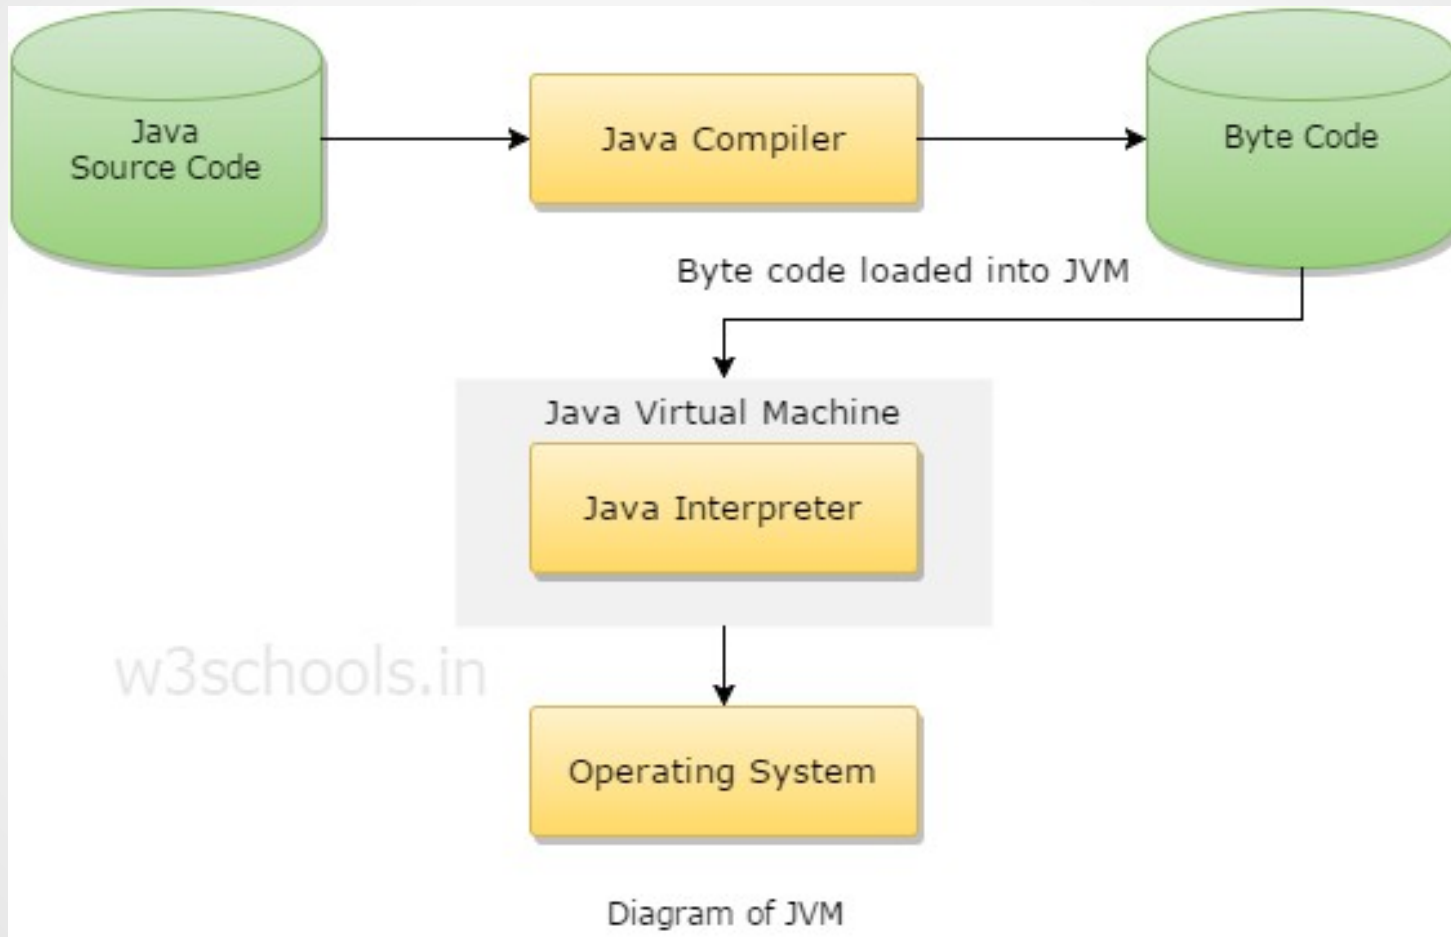 Java
Source Code
Java Compiler
Byte Code
Byte code loaded into JVM
Java Virtual Machine
Java Interpreter
w3schools.in
Operating System
Diagram of JVM